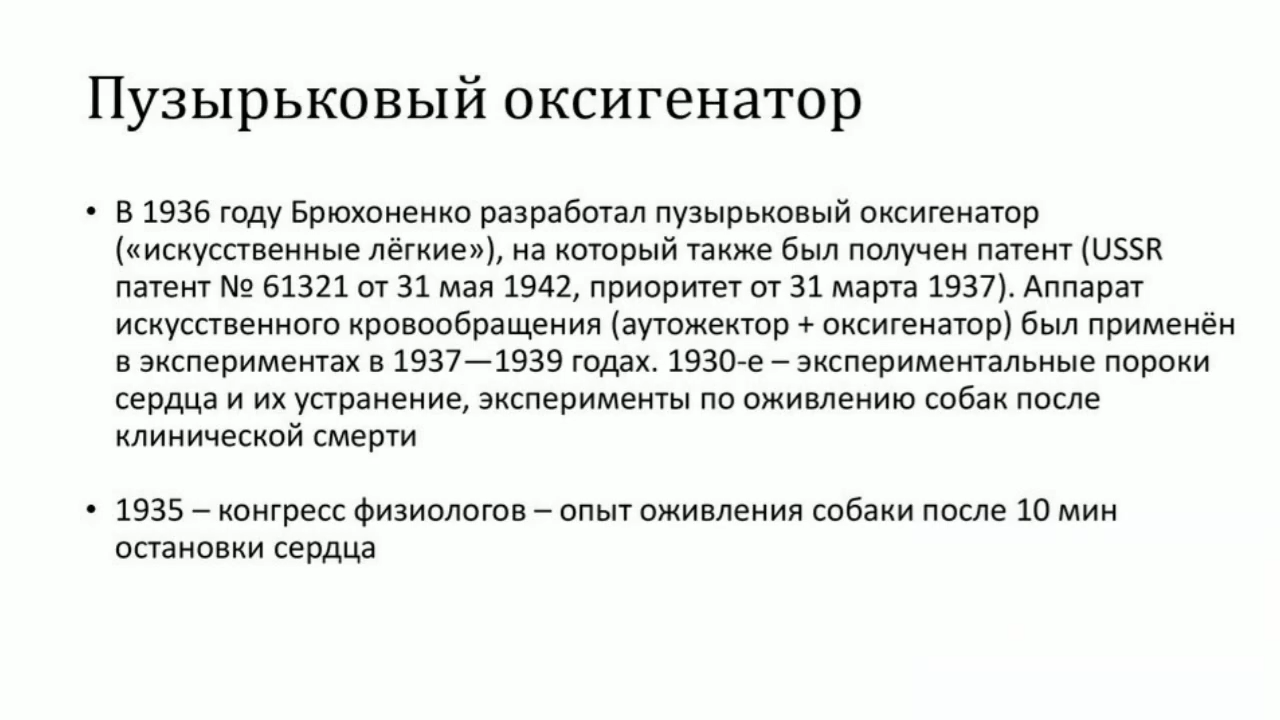 Пузырьковый оксигенатор
• В 1936 году Брюхоненко разработал пузырьковый оксигенатор
(«искусственные лёгкие»), на который также был получен патент (USSR
патент № 61321 от 31 мая 1942, приоритет от 31 марта 1937). Аппарат
искусственного кровообращения (аутожектор + оксигенатор) был применён
в экспериментах в 1937—1939 годах. 1930-е – экспериментальные пороки
сердца и их устранение, эксперименты по оживлению собак после
клинической смерти
• 1935 – конгресс физиологов – опыт оживления собаки после 10 мин
остановки сердца